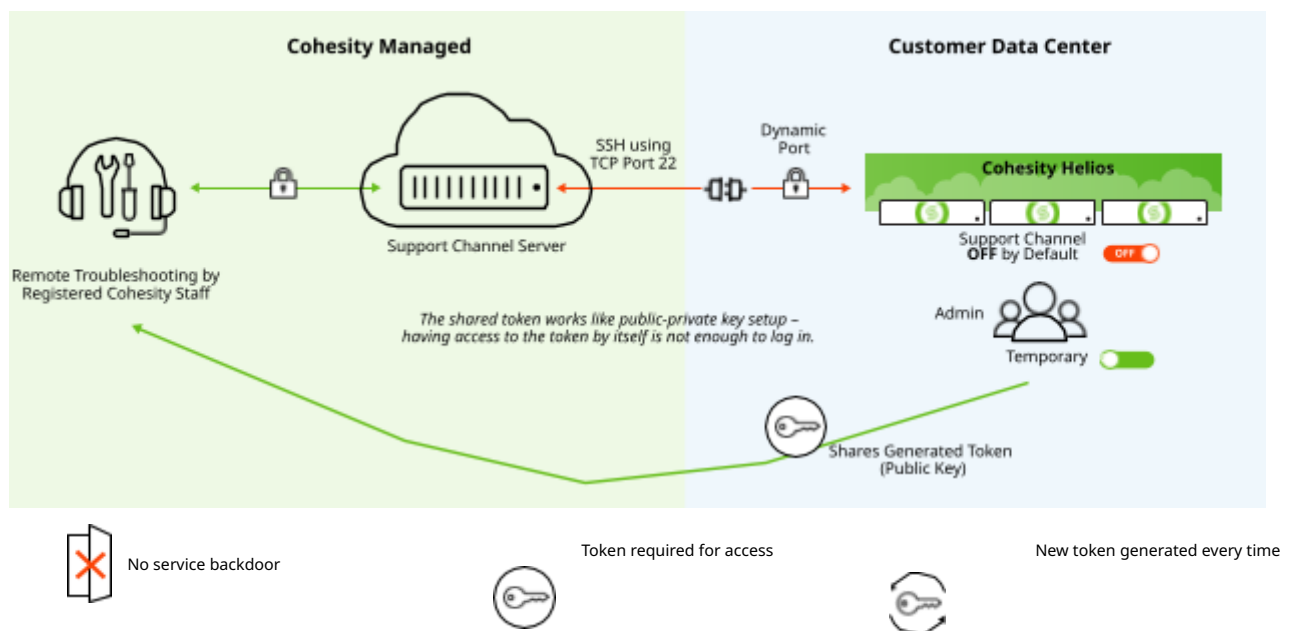 Cohesity Managed
Customer Data Center
SSH using
TCP Port 22
Dynamic
Port
Cohesity Helios
Support Channel Server
Support Channel
OFF by Default
OFF
Remote Troubleshooting by
Registered Cohesity Staff
The shared token works like public-private key setup –
having access to the token by itself is not enough to log in.
Admin
Temporary
Shares Generated Token
(Public Key)
No service backdoor
Token required for access
New token generated every time